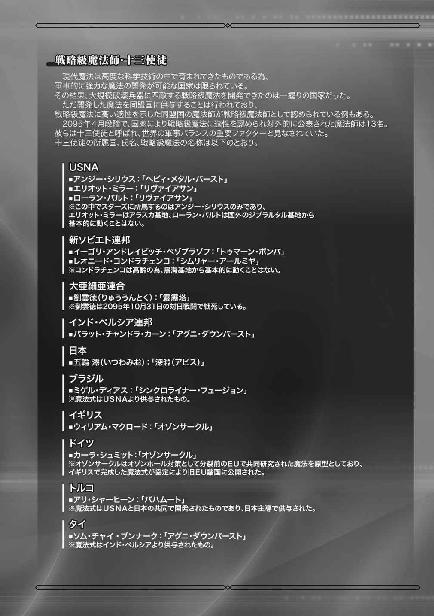 戦略級魔法師・十三使徒
現代魔法は高度な科学技術の中で育まれてきたものである為、
軍事的に強力な魔法の開発が可能な国家は限られている。
その結果、大規模破壊兵器に匹敵する戦略級魔法を開発できたのは一握りの国家だった。
ただ開発した魔法を同盟国に供与することは行われており、
戦略級魔法に高い適性を示した同盟国の魔法師が戦略級魔法師として認められている例もある。
2095年4月段階で、国家により戦略級魔法に適性を認められ対外的に公表された魔法師は13名。
彼らは十三使徒と呼ばれ、世界の軍事バランスの重要ファクターと見なされていた。
十三使徒の所属国、氏名、戦略級魔法の名称は以下のとおり。
USNA
■アンジー・シリウス：「ヘビィ・メタル・バースト」
■エリオット・ミラー：「リヴァイアサン」
■ローラン・バルト：「リヴァイアサン」
※この中でスターズに所属するのはアンジー・シリウスのみであり、
エリオット・ミラーはアラスカ基地、ローラン・バルトは国外のジブラルタル基地から
基本的に動くことはない。
新ソビエト連邦
■イーゴリ・アンドレイビッチ・ベゾブラゾフ：「トゥマーン・ボンバ」
■レオニード・コンドラチェンコ：「シムリャー・アールミヤ」
※コンドラチェンコは高齢の為、黒海基地から基本的に動くことはない。
大亜細亜連合
■劉雲徳(りゅううんとく)：「霹靂塔」
※劉雲徳は2095年10月31日の対日戦闘で戦死している。
インド・ペルシア連邦
■バラット・チャンドラ・カーン：「アグニ・ダウンバースト」
日本
■五輪 澪(いつわみお)：「深淵(アビス)」
ブラジル
■ミゲル・ディアス：「シンクロライナー・フュージョン」
※魔法式はUSNAより供与されたもの。
イギリス
■ウィリアム・マクロード：「オゾンサークル」
ドイツ
■カーラ・シュミット：「オゾンサークル」
※オゾンサークルはオゾンホール対策として分裂前のEUで共同研究された魔法を原型としており、
イギリスで完成した魔法式が協定により旧EU諸国に公開された。
トルコ
■アリ・シャーヒーン：「バハムート」
※魔法式はUSNAと日本の共同で開発されたものであり、日本主導で供与された。
タイ
■ソム・チャイ・ブンナーク：「アグニ・ダウンバースト」
※魔法式はインド・ペルシアより供与されたもの。